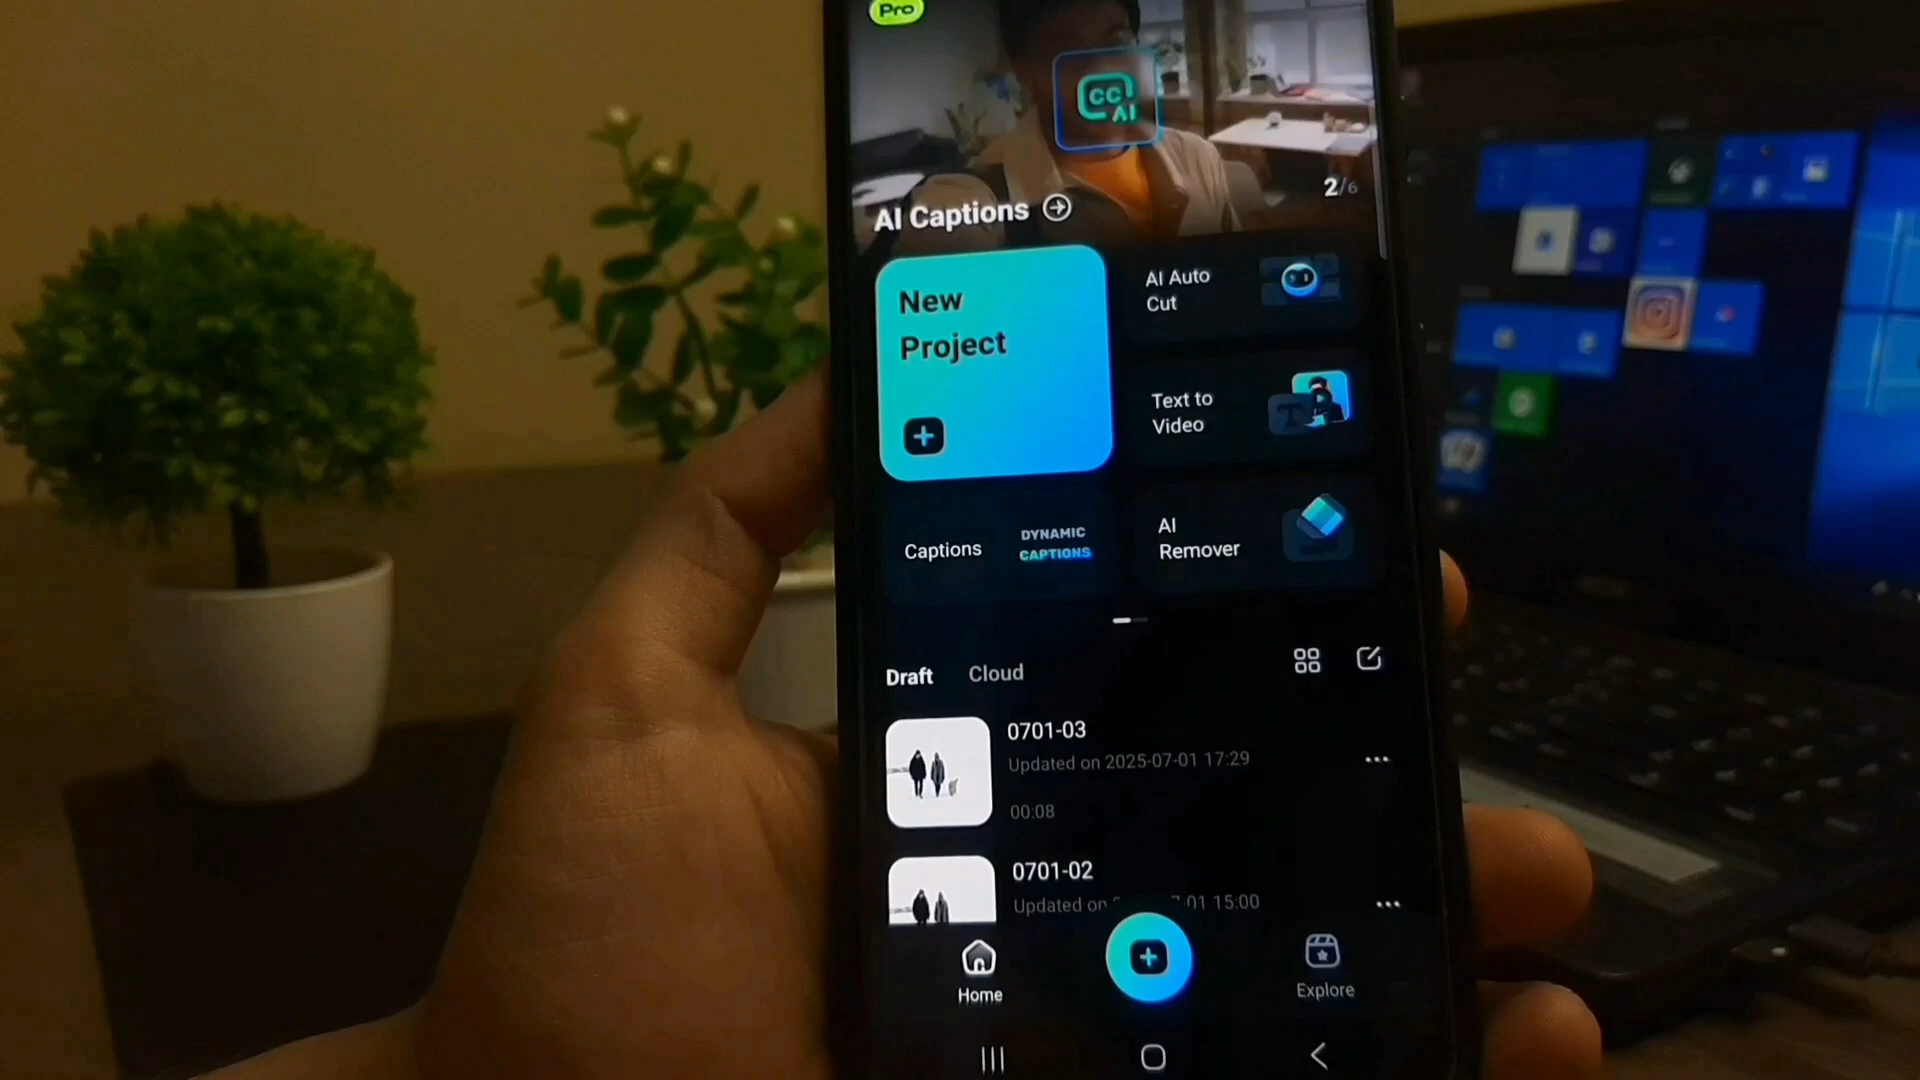 Pro
CC
AI
2/6
AI Captions
New
Project
AI Auto
Cut
Text to
Video
T
Captions
DYNAMIC
CAPTIONS
AI
Remover
Draft
Cloud
0701-03
Updated on 2025-07-01 17:29
00:08
0701-02
Updated on 01 15:00
Home
Explore